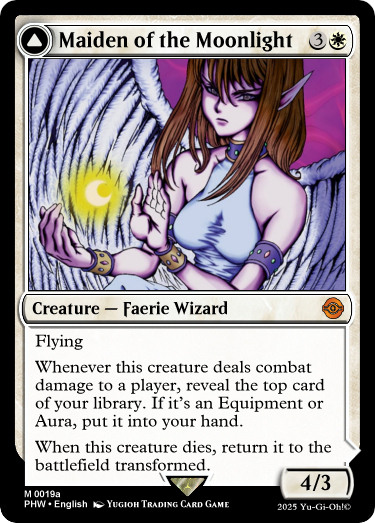 Maiden of the Moonlight 3
Creature — Faerie Wizard
Flying
Whenever this creature deals combat
damage to a player, reveal the top card
of your library. If it's an Equipment or
Aura, put it into your hand.
When this creature dies, return it to the
battlefield transformed.
4/3
M 0019a
PHW • English Yugioh Trading Card Game
2025 Yu-Gi-Oh!©